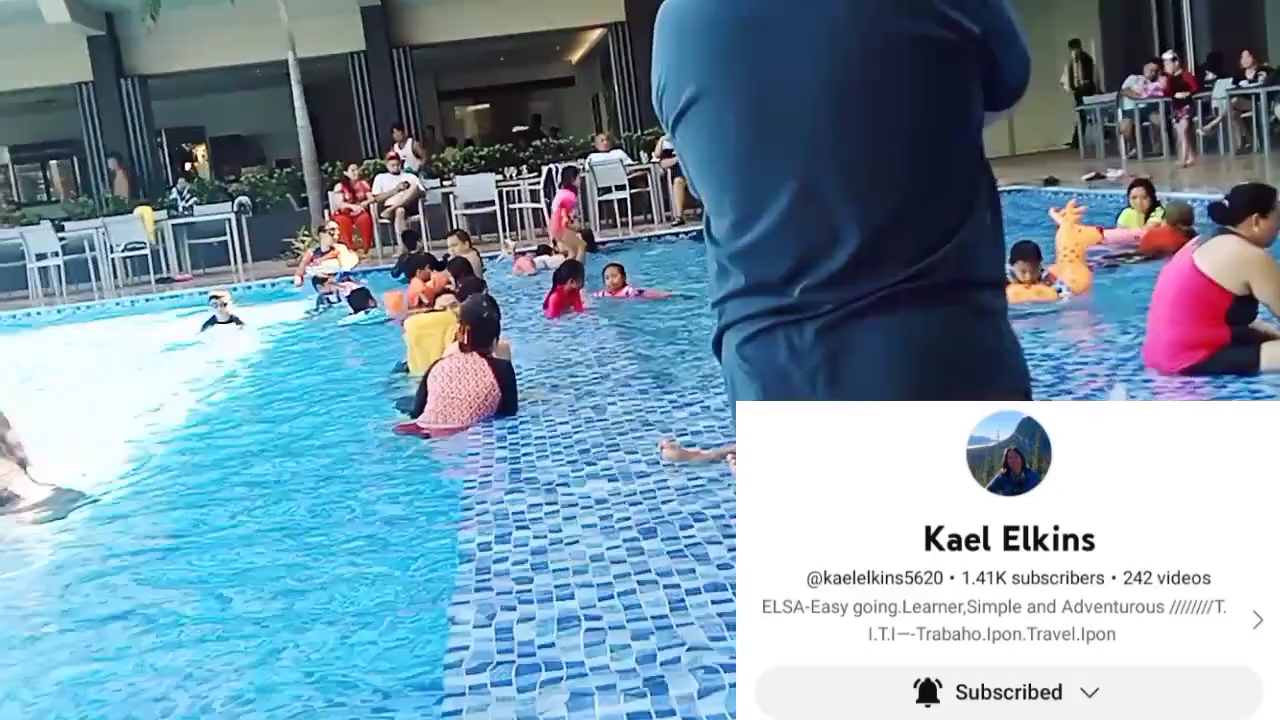 Kael Elkins
@kaelelkins5620 • 1.41K subscribers • 242 videos
ELSA-Easy going.Learner,Simple and Adventurous ////////T.
I.T.I—-Trabaho.Ipon.Travel.Ipon
Subscribed